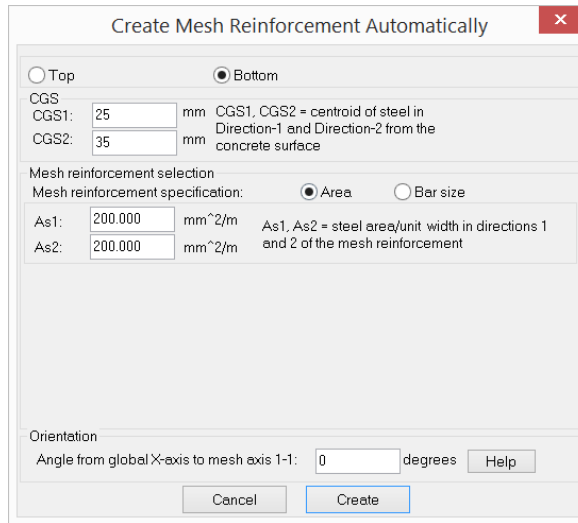 Create Mesh Reinforcement Automatically
Top Bottom
CGS
CGS1: 25 mm CGS1, CGS2 = centroid of steel in
Direction-1 and Direction-2 from the
CGS2: 35 mm concrete surface
Mesh reinforcement selection
Mesh reinforcement specification: Area Bar size
As1: 200.000 mm^2/m As1, As2 = steel area/unit width in directions 1
As2: 200.000 mm^2/m and 2 of the mesh reinforcement
Orientation
Angle from global X-axis to mesh axis 1-1: 0 degrees Help
Cancel Create